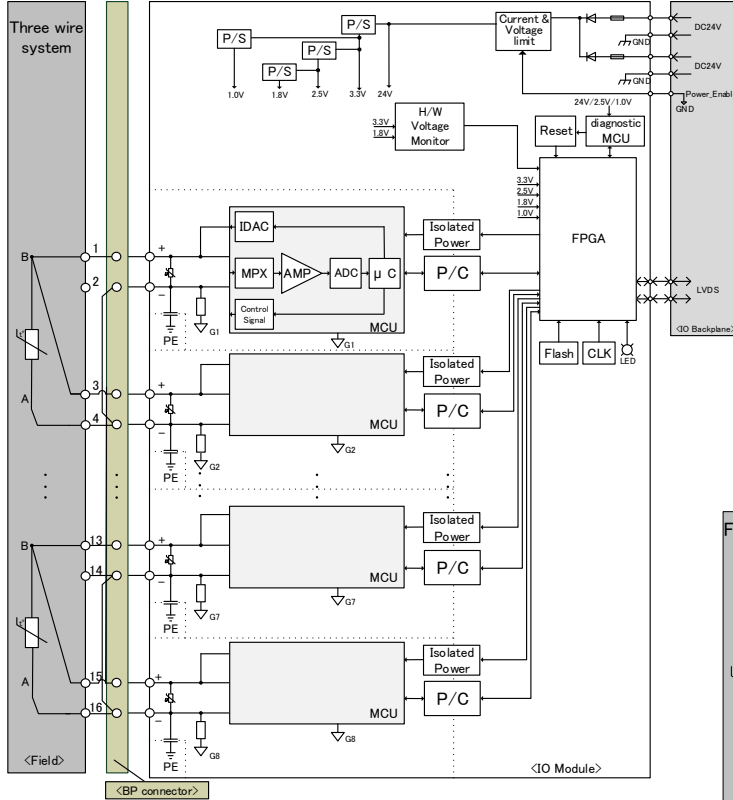 Three wire
system
P/S
P/S
P/S
P/S
1.0V
1.8V
2.5V
3.3V
24V
Current &
Voltage
limit
GND
DC24V
GND
DC24V
Power_Enabl
GND
3.3V
1.8V
H/W
Voltage
Monitor
24V/2.5V/1.0V
Reset
diagnostic
MCU
3.3V
2.5V
1.8V
1.0V
FPGA
LVDS
Flash
CLK
LED
<IO Backplane>
B
1
2
+
−
PE
G1
IDAC
MPX
AMP
ADC
μ C
Control
Signal
MCU
G1
Isolated
Power
P/C
t°
A
3
4
+
−
PE
G2
MCU
G2
Isolated
Power
P/C
B
13
14
+
−
PE
G7
MCU
G7
Isolated
Power
P/C
t°
A
15
16
+
−
PE
G8
MCU
G8
Isolated
Power
P/C
<Field>
<IO Module>
<BP connector>
F